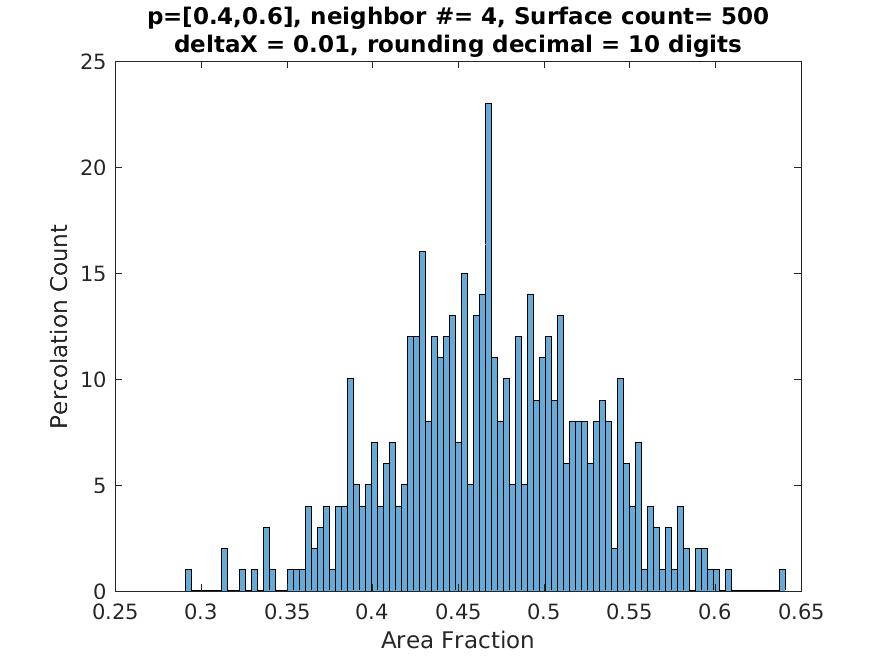 p=[0.4,0.6], neighbor #= 4, Surface count= 500
deltaX = 0.01, rounding decimal = 10 digits
25
20
15
10
5
0
Percolation Count
0.25 0.3 0.35 0.4 0.45 0.5 0.55 0.6 0.65
Area Fraction